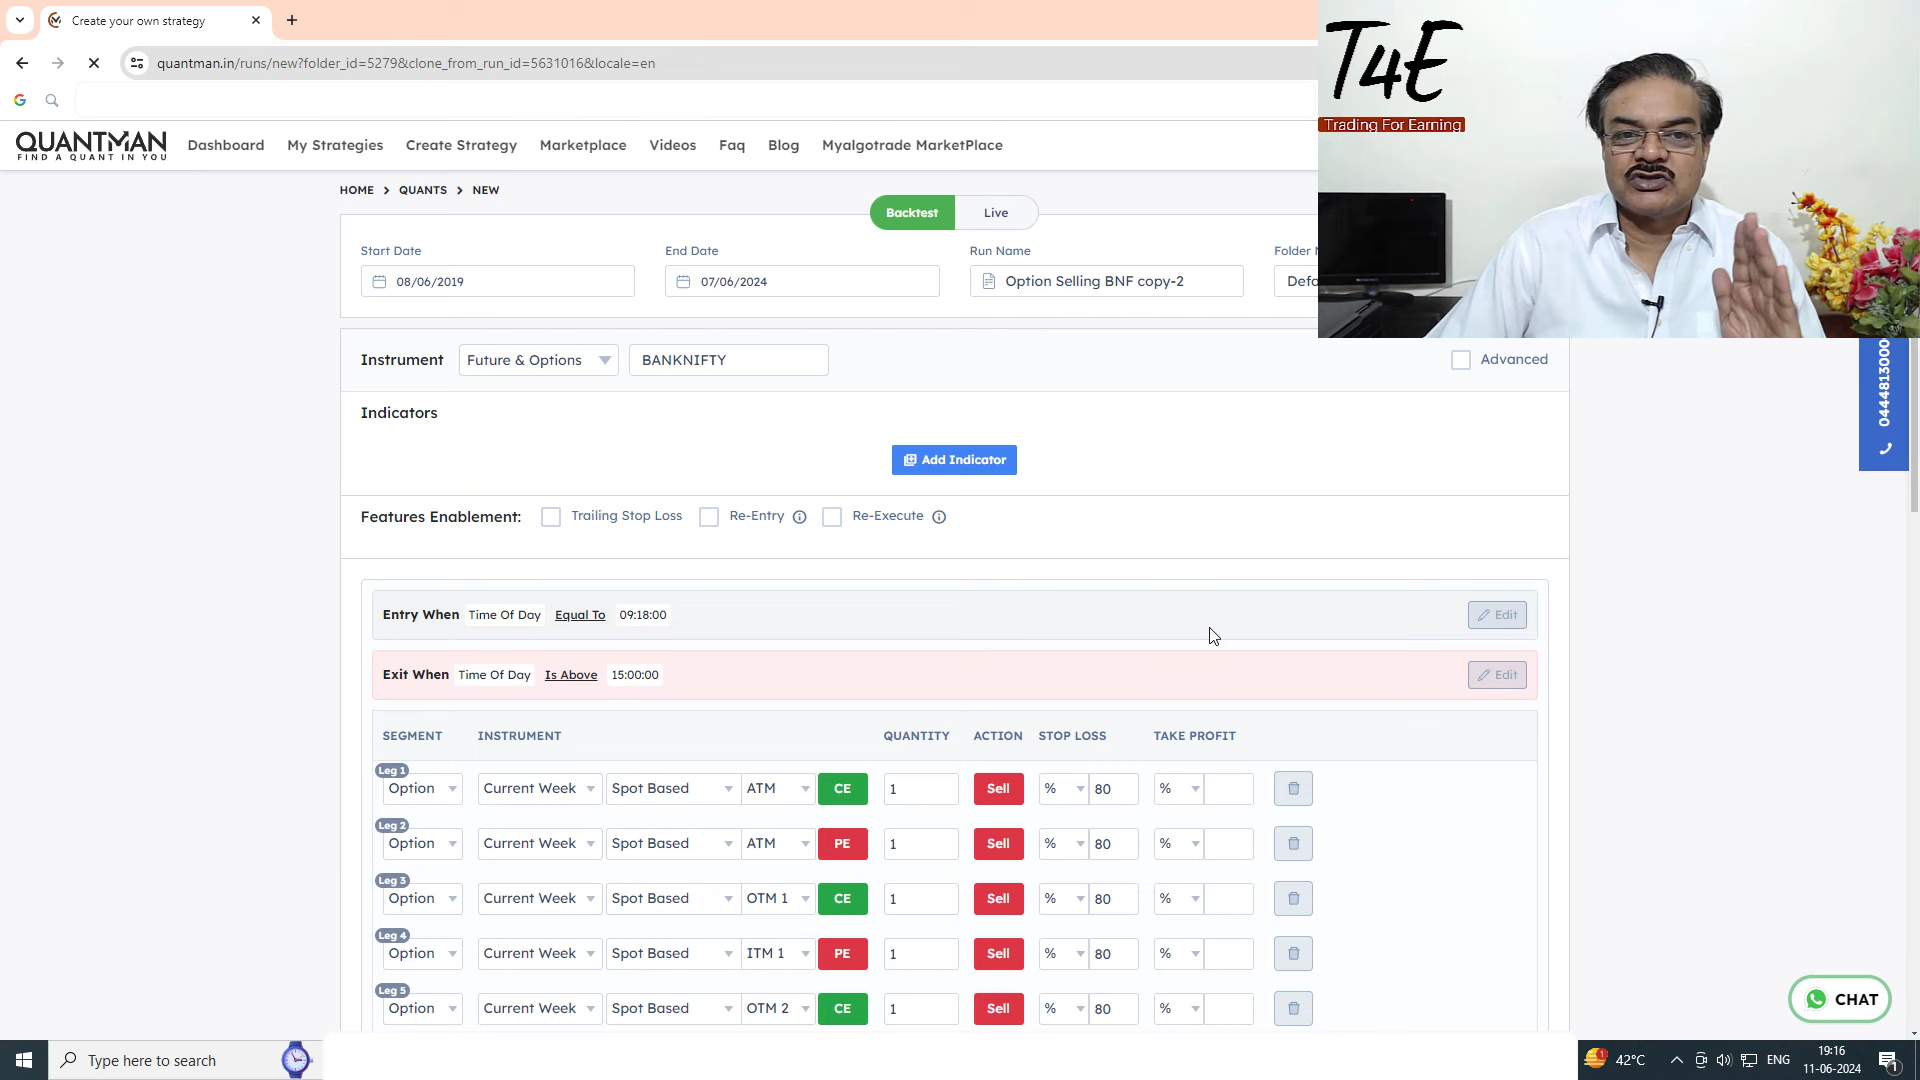 Create your own strategy
quantman.in/runs/new?folder_id=5279&clone_from_run_id=5631016&locale=en
T4E
Trading For Earning
QUANTMAN
FIND A QUANT IN YOU
Dashboard My Strategies Create Strategy Marketplace Videos Faq Blog Myalgotrade MarketPlace
HOME > QUANTS > NEW
Backtest Live
Start Date End Date Run Name Folder
08/06/2019 07/06/2024 Option Selling BNF copy-2 Defa
Instrument Future & Options BANKNIFTY Advanced
0444813000
Indicators
Add Indicator
Features Enablement: Trailing Stop Loss Re-Entry Re-Execute
Entry When Time Of Day Equal To 09:18:00 Edit
Exit When Time Of Day Is Above 15:00:00 Edit
SEGMENT INSTRUMENT QUANTITY ACTION STOP LOSS TAKE PROFIT
Leg 1
Option Current Week Spot Based ATM CE 1 Sell % 80 %
Leg 2
Option Current Week Spot Based ATM PE 1 Sell % 80 %
Leg 3
Option Current Week Spot Based OTM 1 CE 1 Sell % 80 %
Leg 4
Option Current Week Spot Based ITM 1 PE 1 Sell % 80 %
Leg 5
Option Current Week Spot Based OTM 2 CE 1 Sell % 80 %
CHAT
Type here to search
1 42°C ENG 19:16
11-06-2024 1